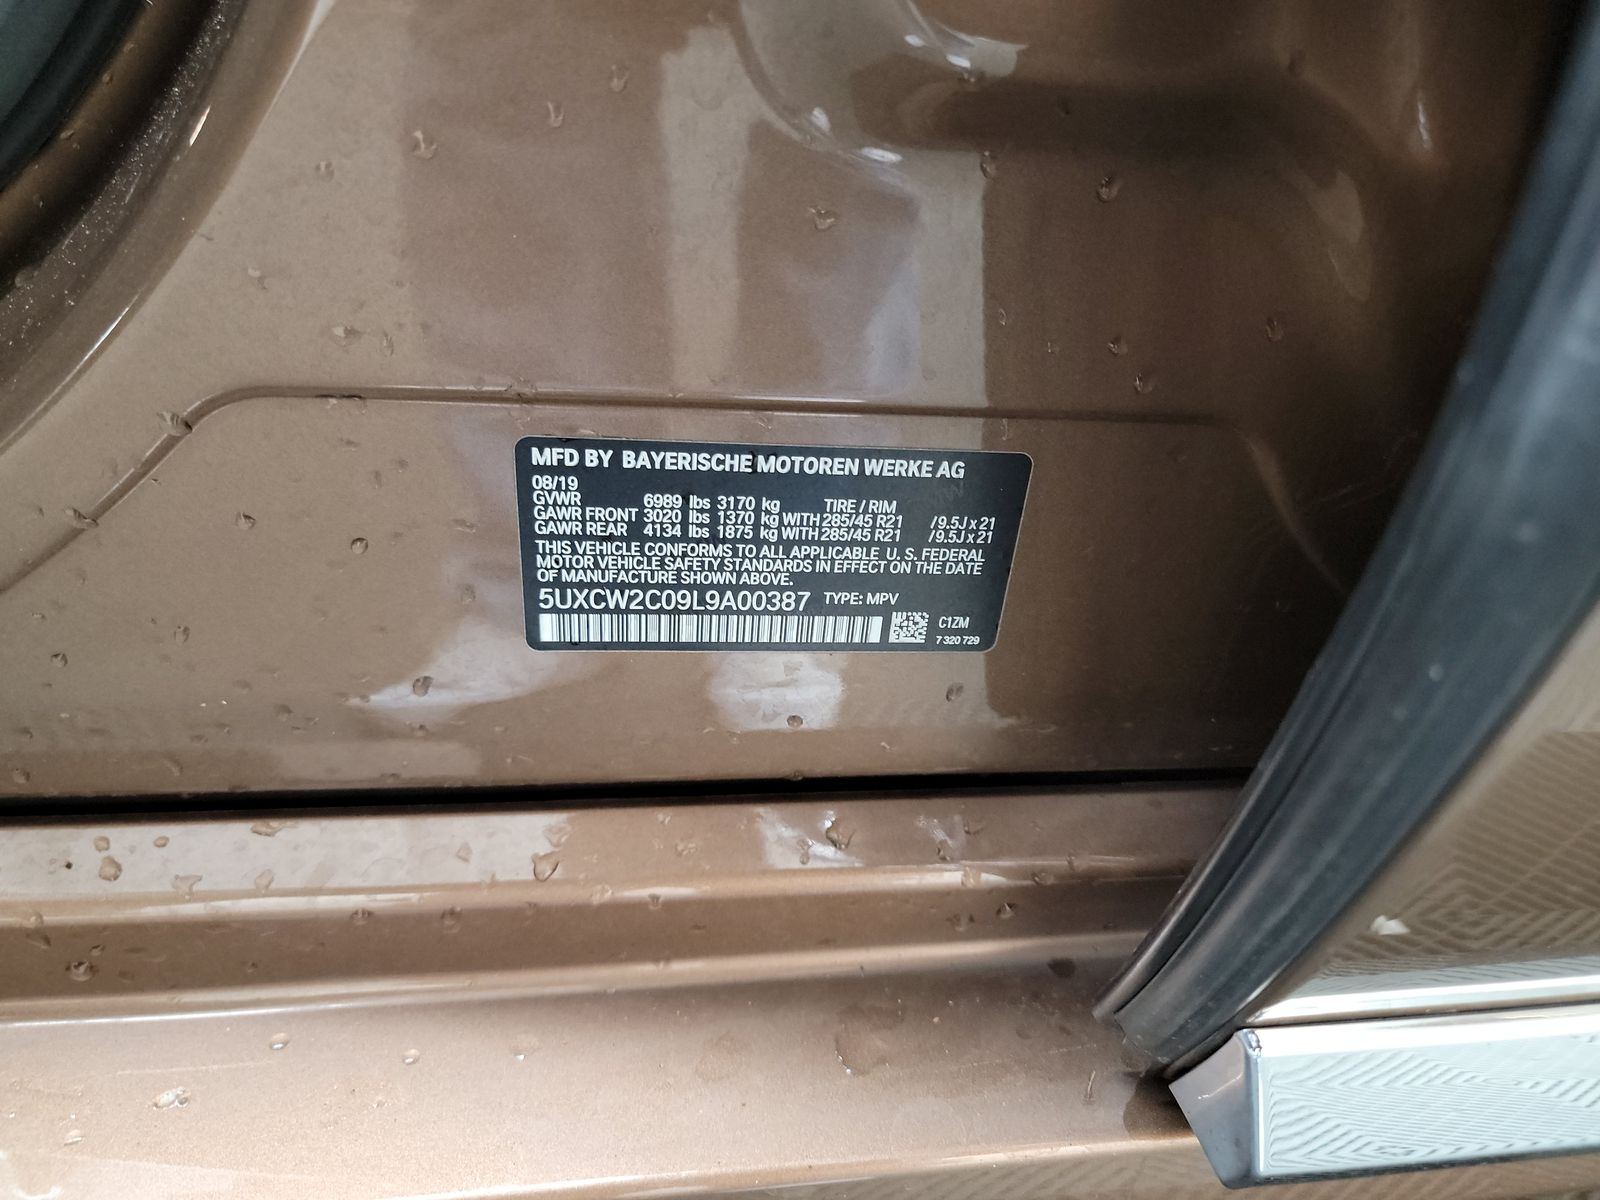 MFD BY BAYERISCHE MOTOREN WERKE AG
08/19
GVWR 6989 lbs 3170 kg TIRE / RIM
GAWR FRONT 3020 lbs 1370 kg WITH 285/45 R21 / 9.5J x 21
GAWR REAR 4134 lbs 1875 kg WITH 285/45 R21 / 9.5J x 21
THIS VEHICLE CONFORMS TO ALL APPLICABLE U. S. FEDERAL
MOTOR VEHICLE SAFETY STANDARDS IN EFFECT ON THE DATE
OF MANUFACTURE SHOWN ABOVE.
5UXCW2C09L9A00387 TYPE: MPV
C1ZM
7 320 729